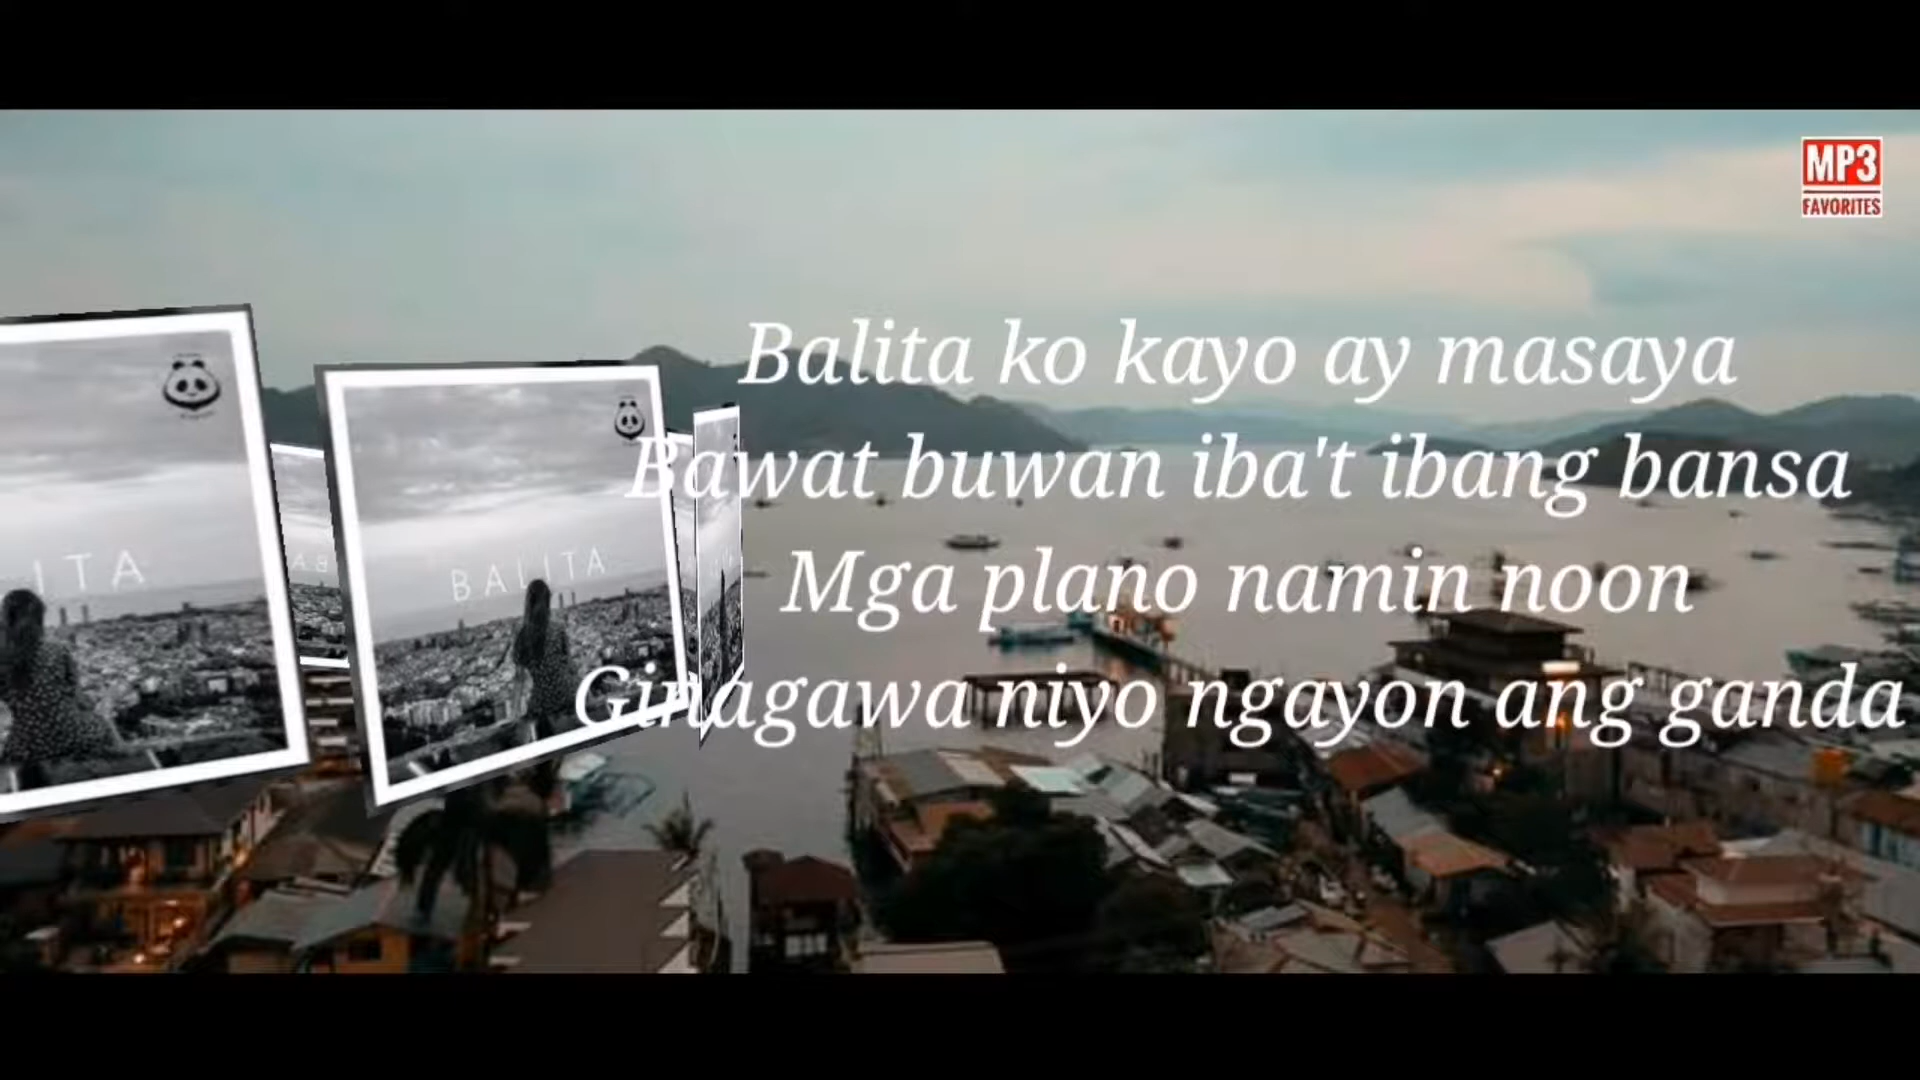 MP3
FAVORITES
Balita ko kayo ay masaya
Bawat buwan iba't ibang bansa
Mga plano namin noon
Ginagawa niyo ngayon ang ganda
ITA
BALITA